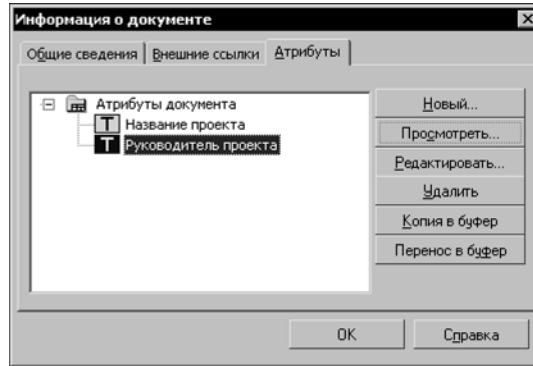 Информация о документе
Общие сведения
Внешние ссылки
Атрибуты
Атрибуты документа
Название проекта
Руководитель проекта
Новый...
Просмотреть...
Редактировать...
Удалить
Копия в буфер
Перенос в буфер
OK
Справка